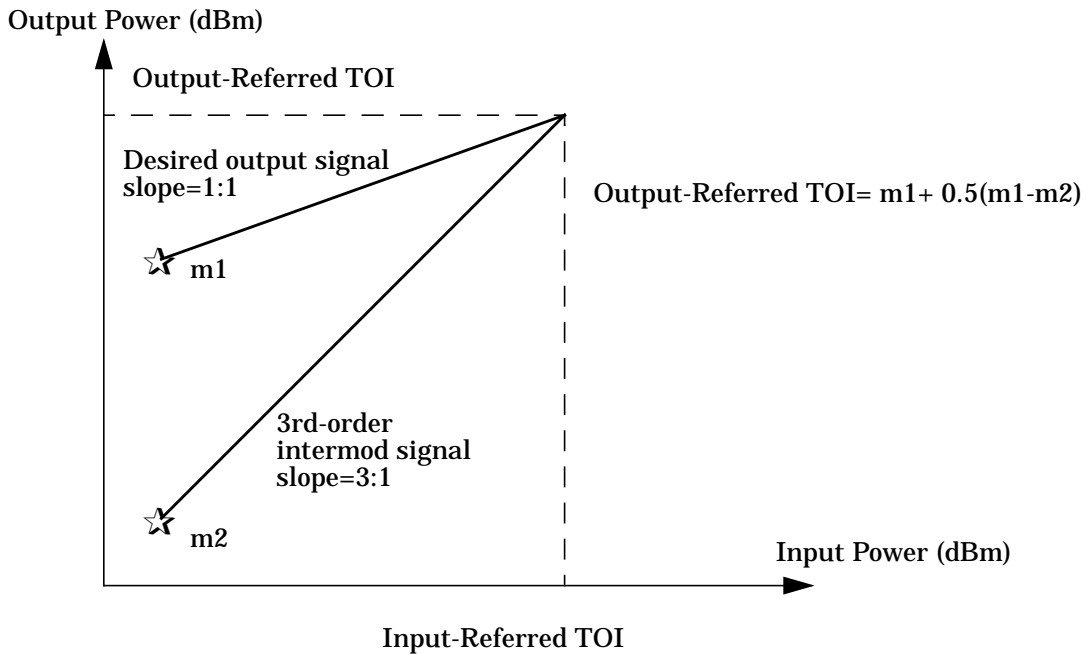 Output Power (dBm)
Output-Referred TOI
Desired output signal
slope=1:1
Output-Referred TOI= m1+ 0.5(m1-m2)
m1
3rd-order
intermod signal
slope=3:1
m2
Input Power (dBm)
Input-Referred TOI